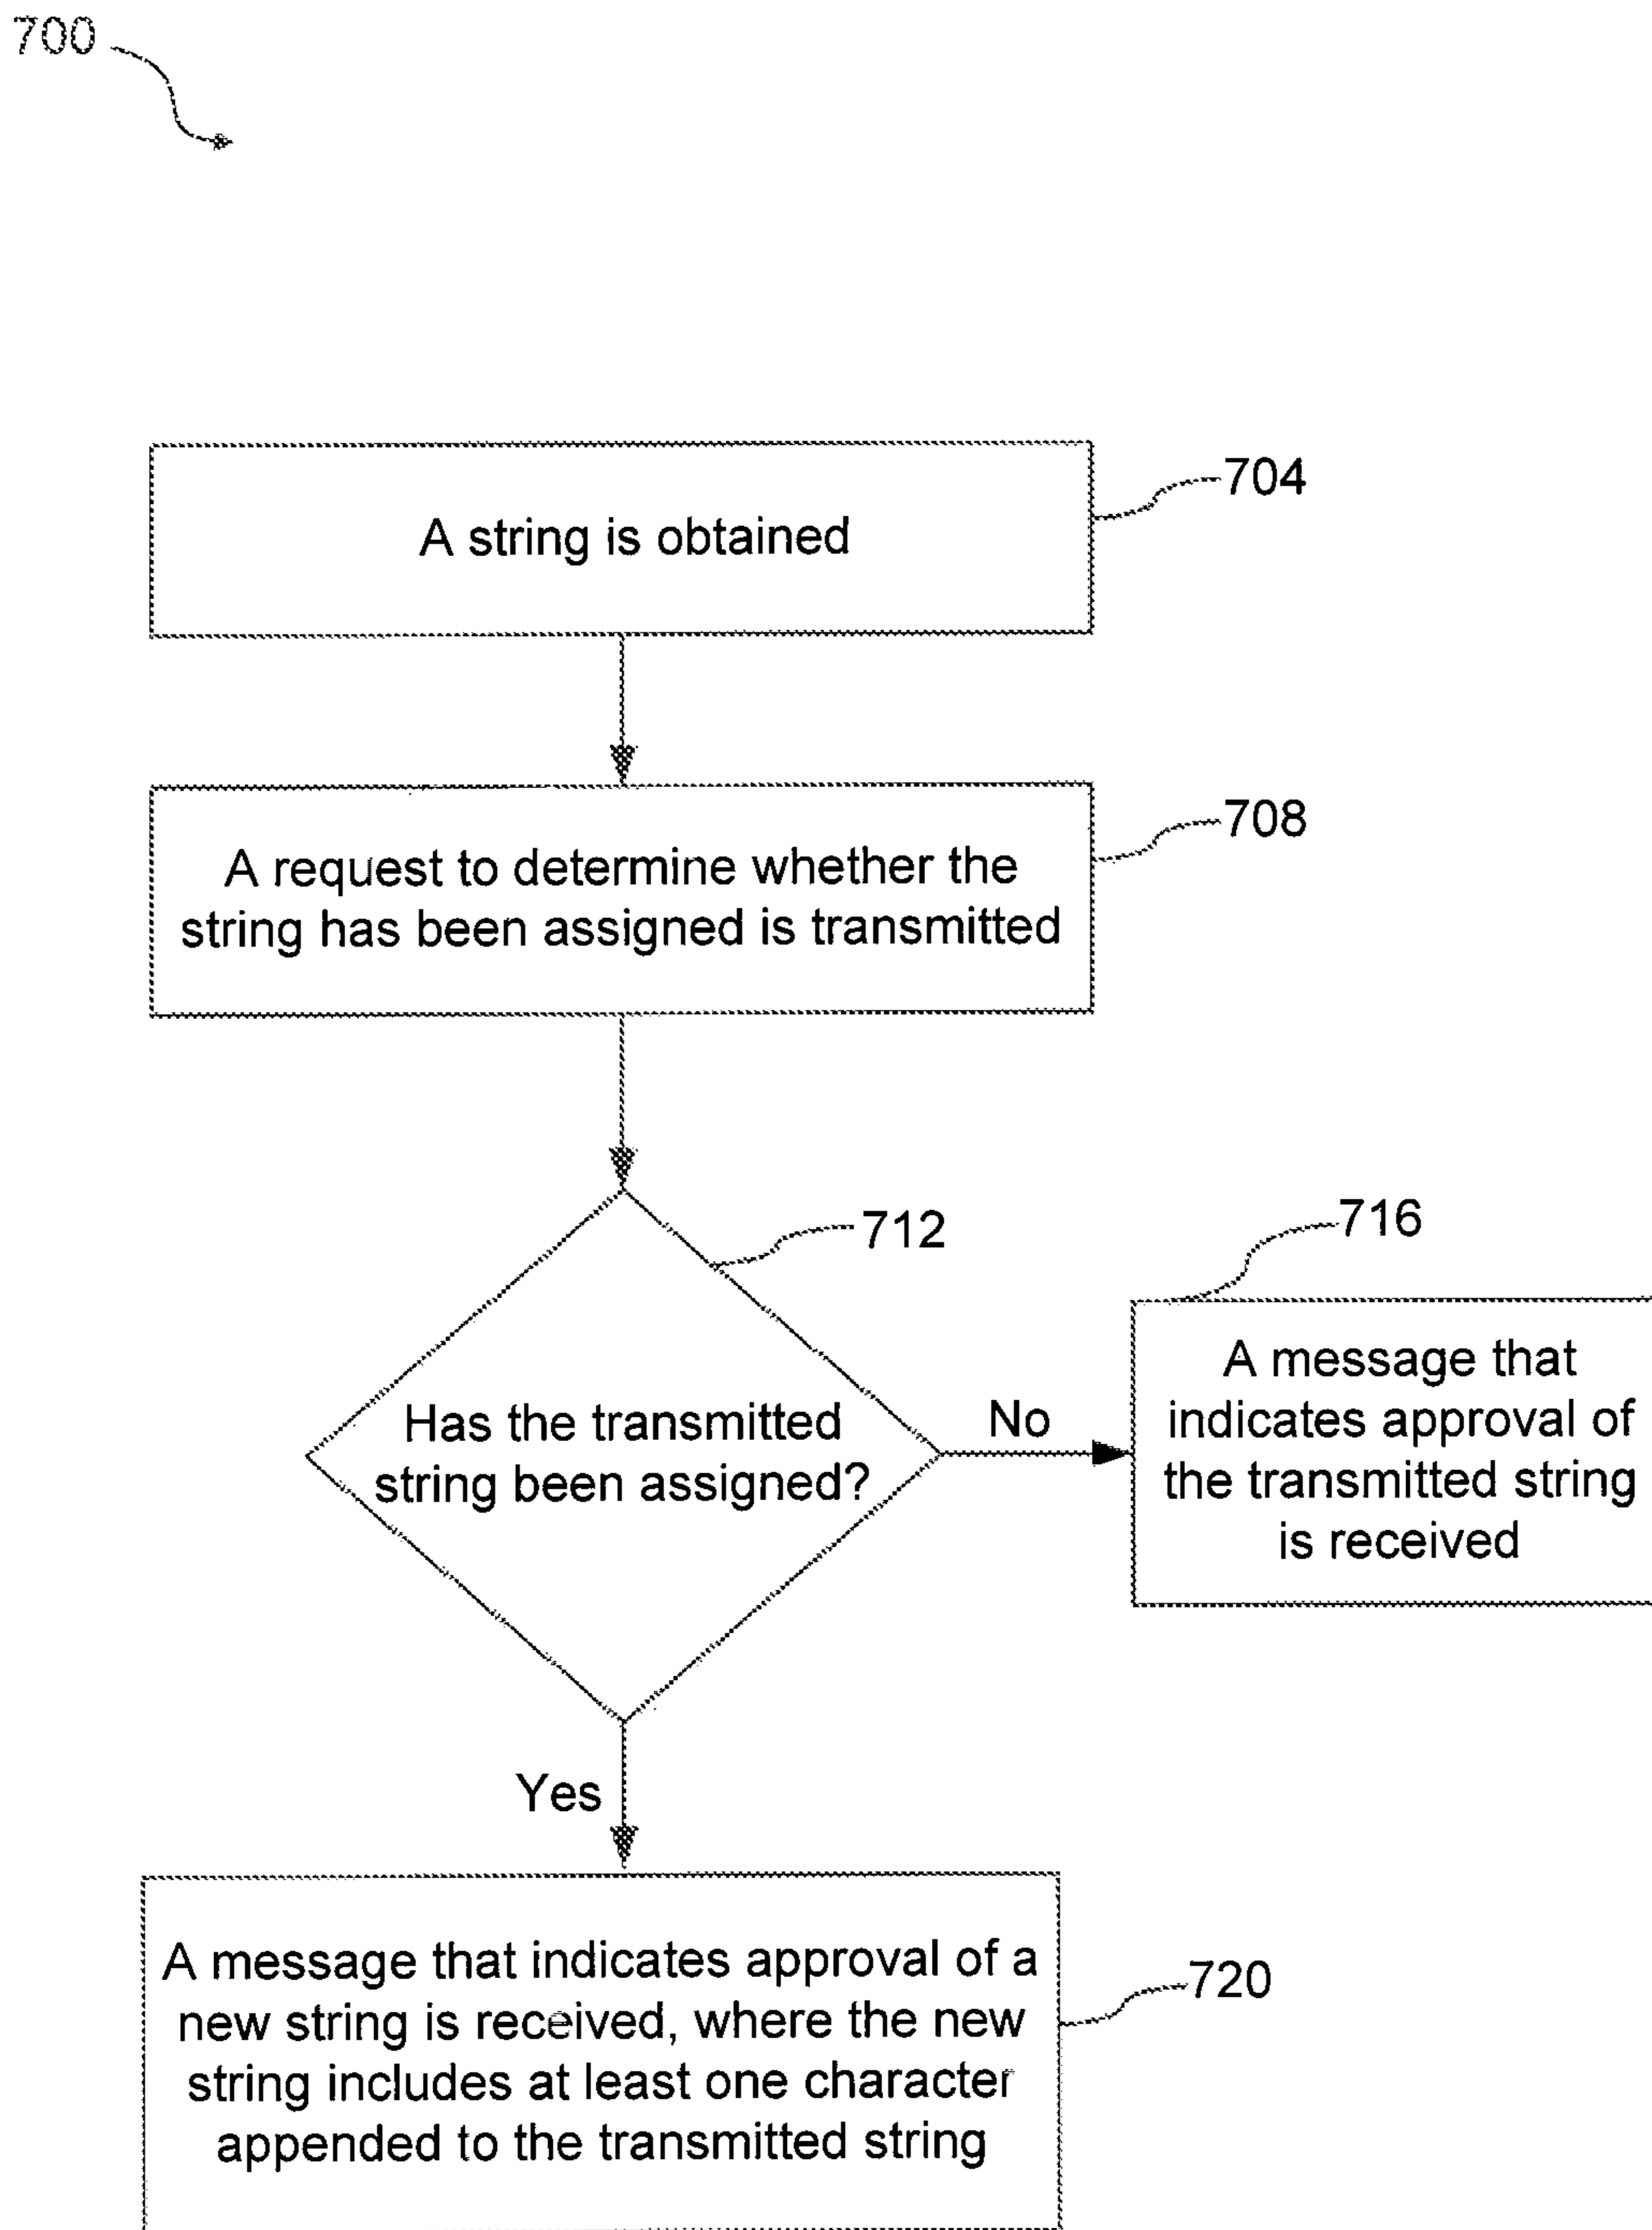 700
A string is obtained
704
A request to determine whether the
string has been assigned is transmitted
708
712
Has the transmitted
string been assigned?
No
716
A message that
indicates approval of
the transmitted string
is received
Yes
A message that indicates approval of a
new string is received, where the new
string includes at least one character
appended to the transmitted string
720